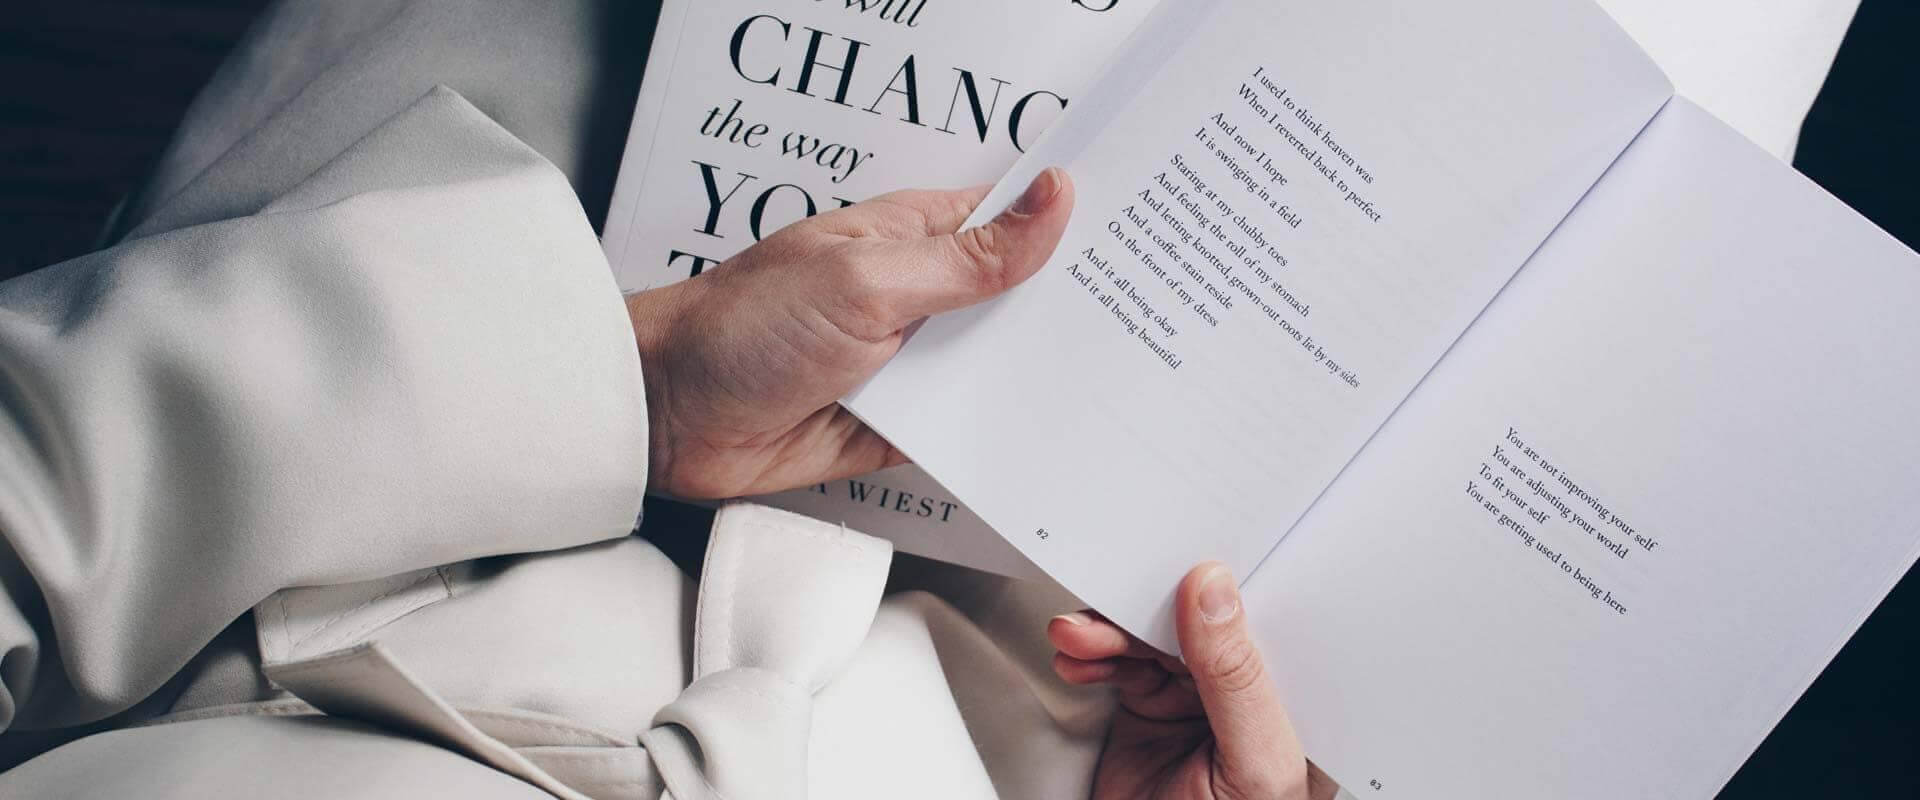 will
CHANG
the way
YOU
WIEST
I used to think heaven was
When I reverted back to perfect
And now I hope
It is swinging in a field
Staring at my chubby toes
And feeling the roll of my stomach
And letting knotted, grown-out roots lie by my sides
And a coffee stain reside
On the front of my dress
And it all being okay
And it all being beautiful
82
You are not improving your self
You are adjusting your world
To fit your self
You are getting used to being here
83